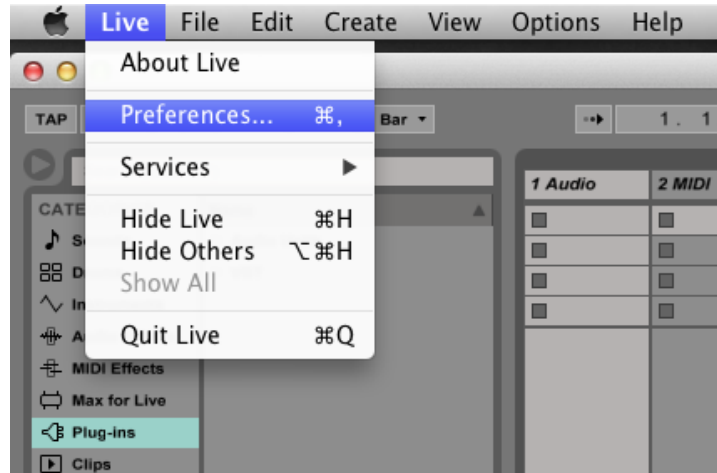 Live File Edit Create View Options Help
About Live
TAP
Preferences... ⌘,
Bar
1. 1
Services
1 Audio
2 MIDI
Hide Live ⌘H
Hide Others ⌥⌘H
Show All
Quit Live ⌘Q
MIDI Effects
Max for Live
Plug-ins
Clips